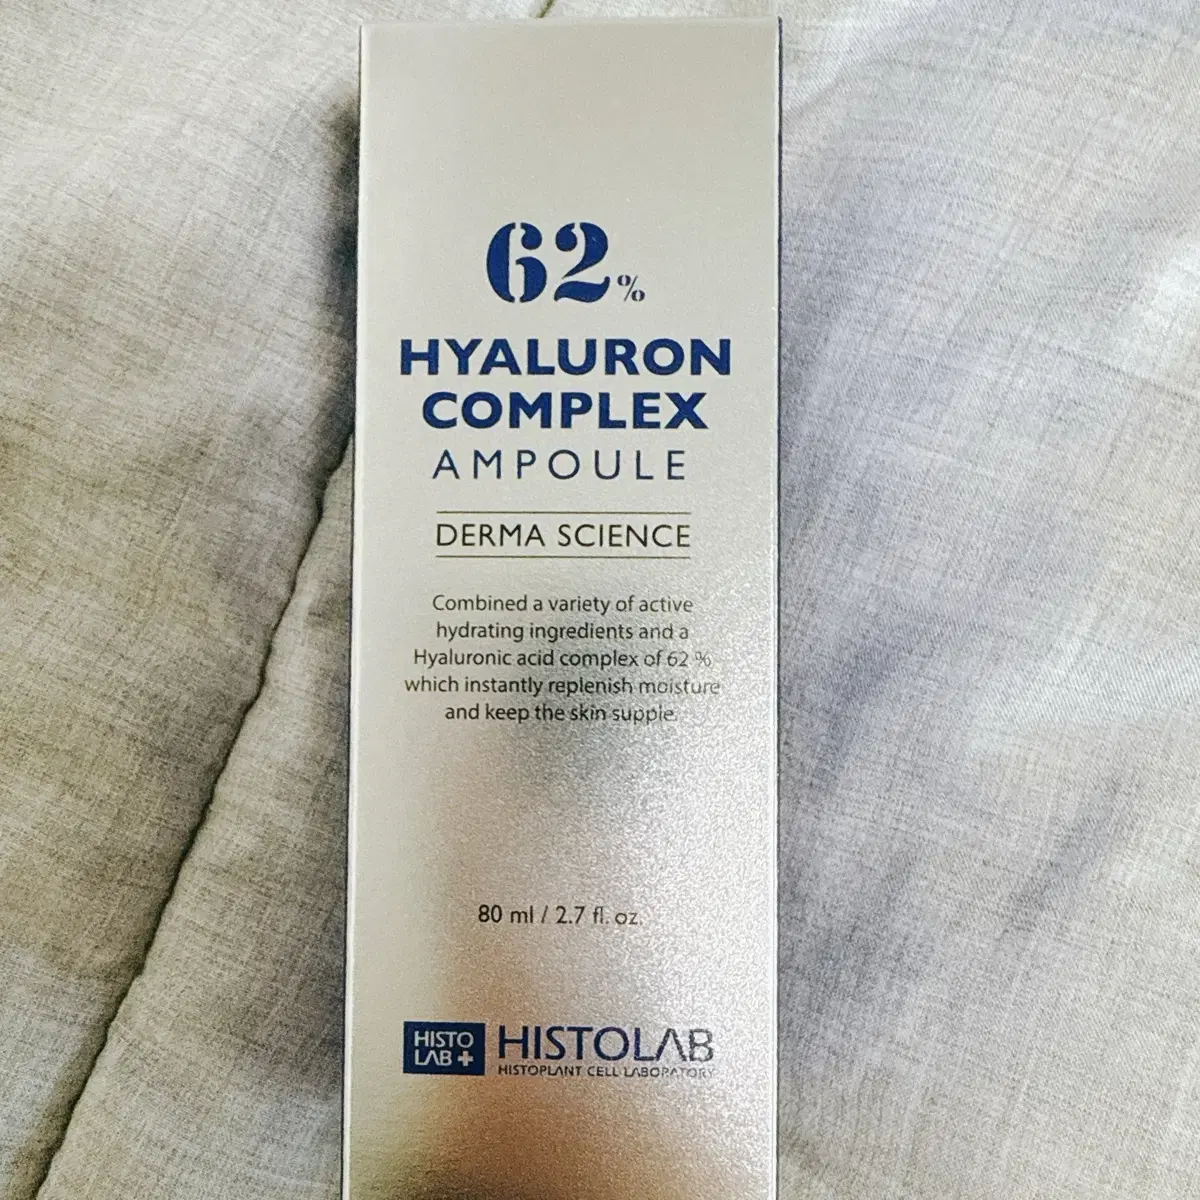 62%
HYALURON
COMPLEX
AMPOULE
DERMA SCIENCE
Combined a variety of active
hydrating ingredients and a
Hyaluronic acid complex of 62 %
which instantly replenish moisture
and keep the skin supple.
80 ml / 2.7 fl. oz.
HISTO
LAB+
HISTOLAB
HISTOPLANT CELL LABORATORY